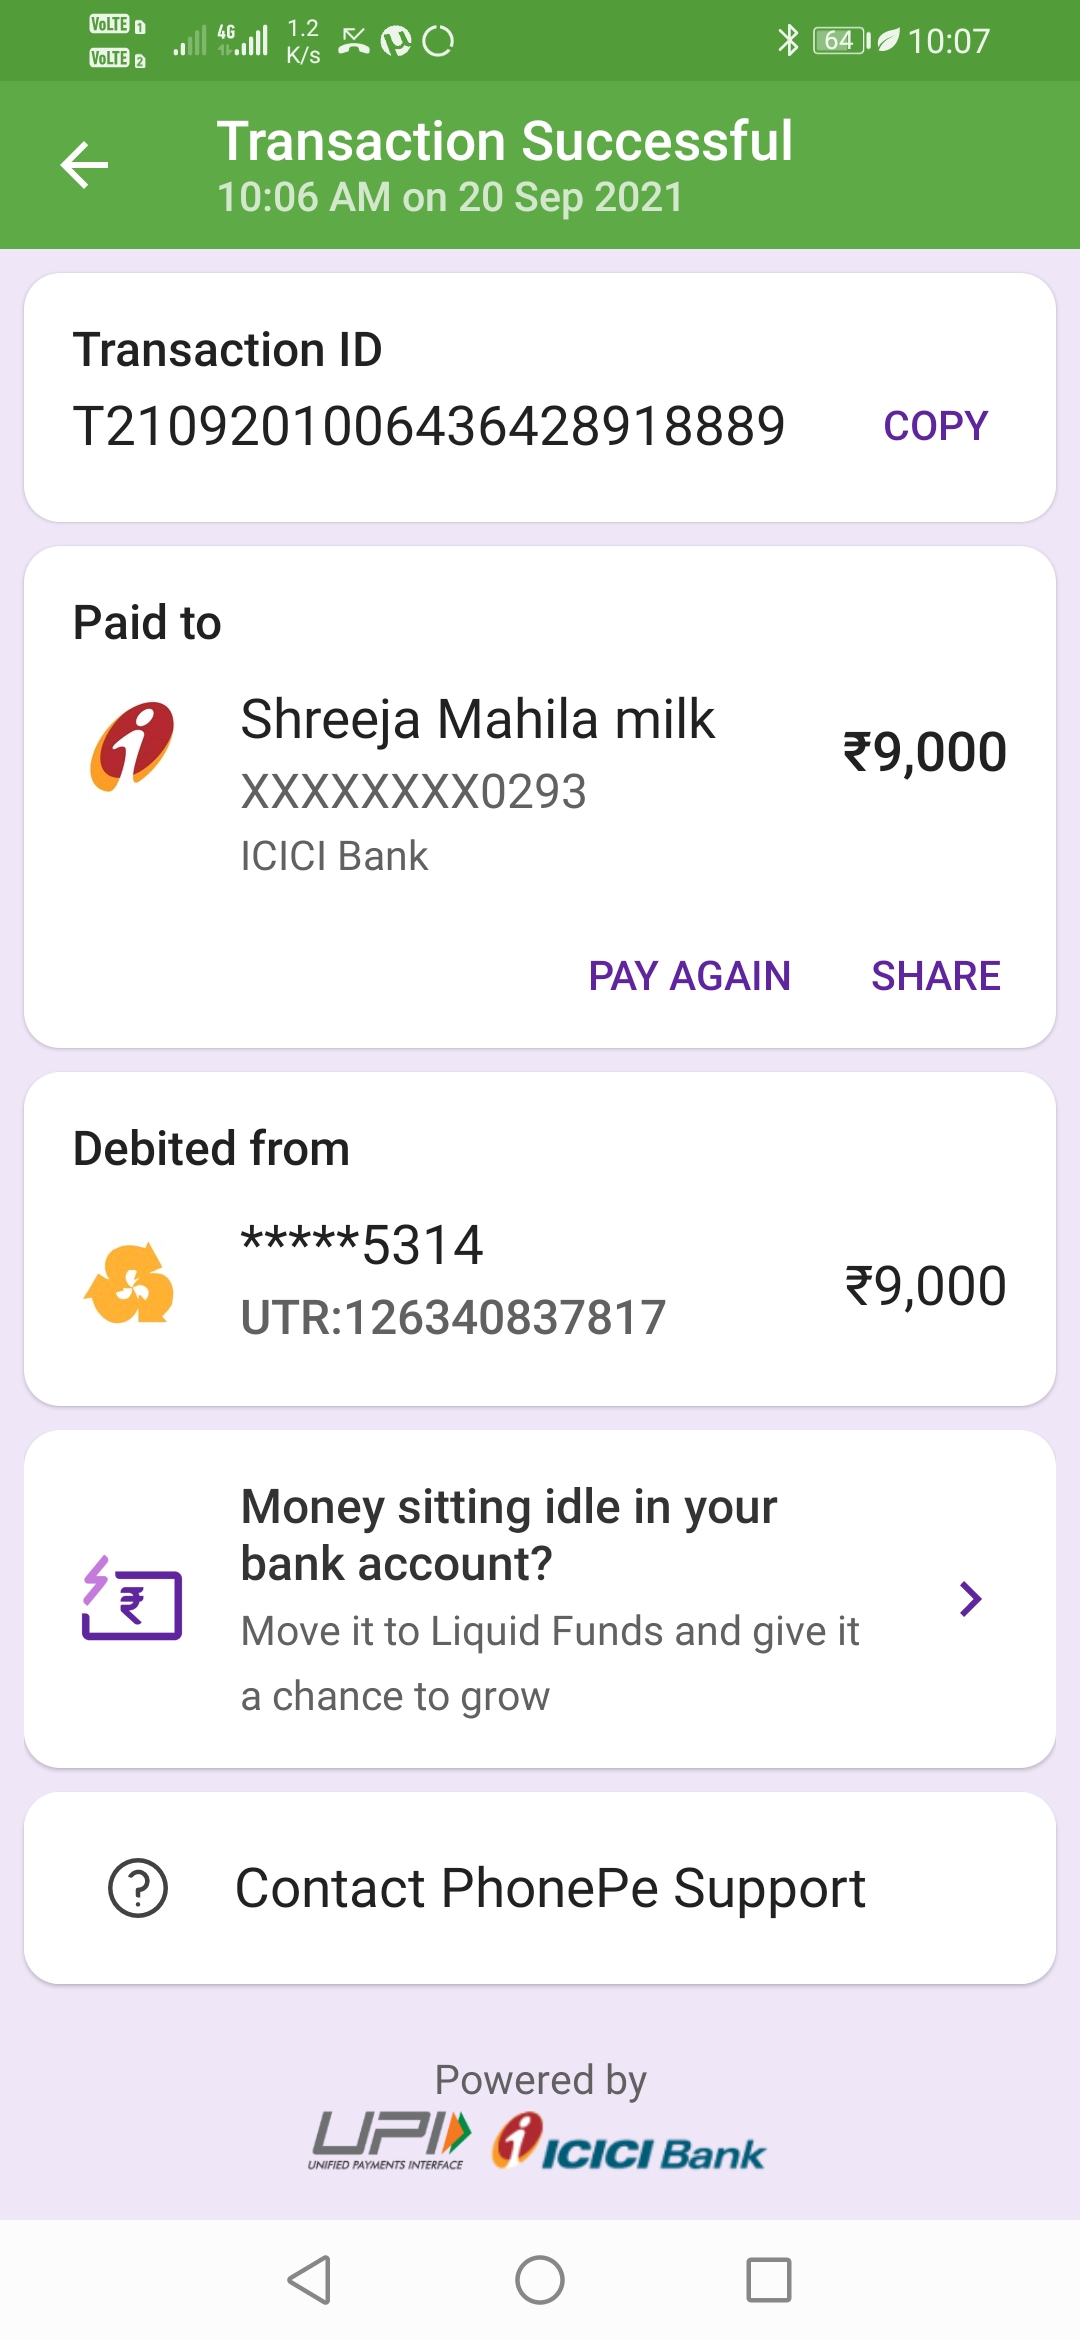 VoLTE 1
VoLTE 2
4G
1.2
K/s
64
10:07
Transaction Successful
10:06 AM on 20 Sep 2021
Transaction ID
T2109201006436428918889
COPY
Paid to
Shreeja Mahila milk
₹9,000
XXXXXXXX0293
ICICI Bank
PAY AGAIN
SHARE
Debited from
*****5314
₹9,000
UTR:126340837817
Money sitting idle in your
bank account?
Move it to Liquid Funds and give it
a chance to grow
Contact PhonePe Support
Powered by
UPI
UNIFIED PAYMENTS INTERFACE
ICICI Bank